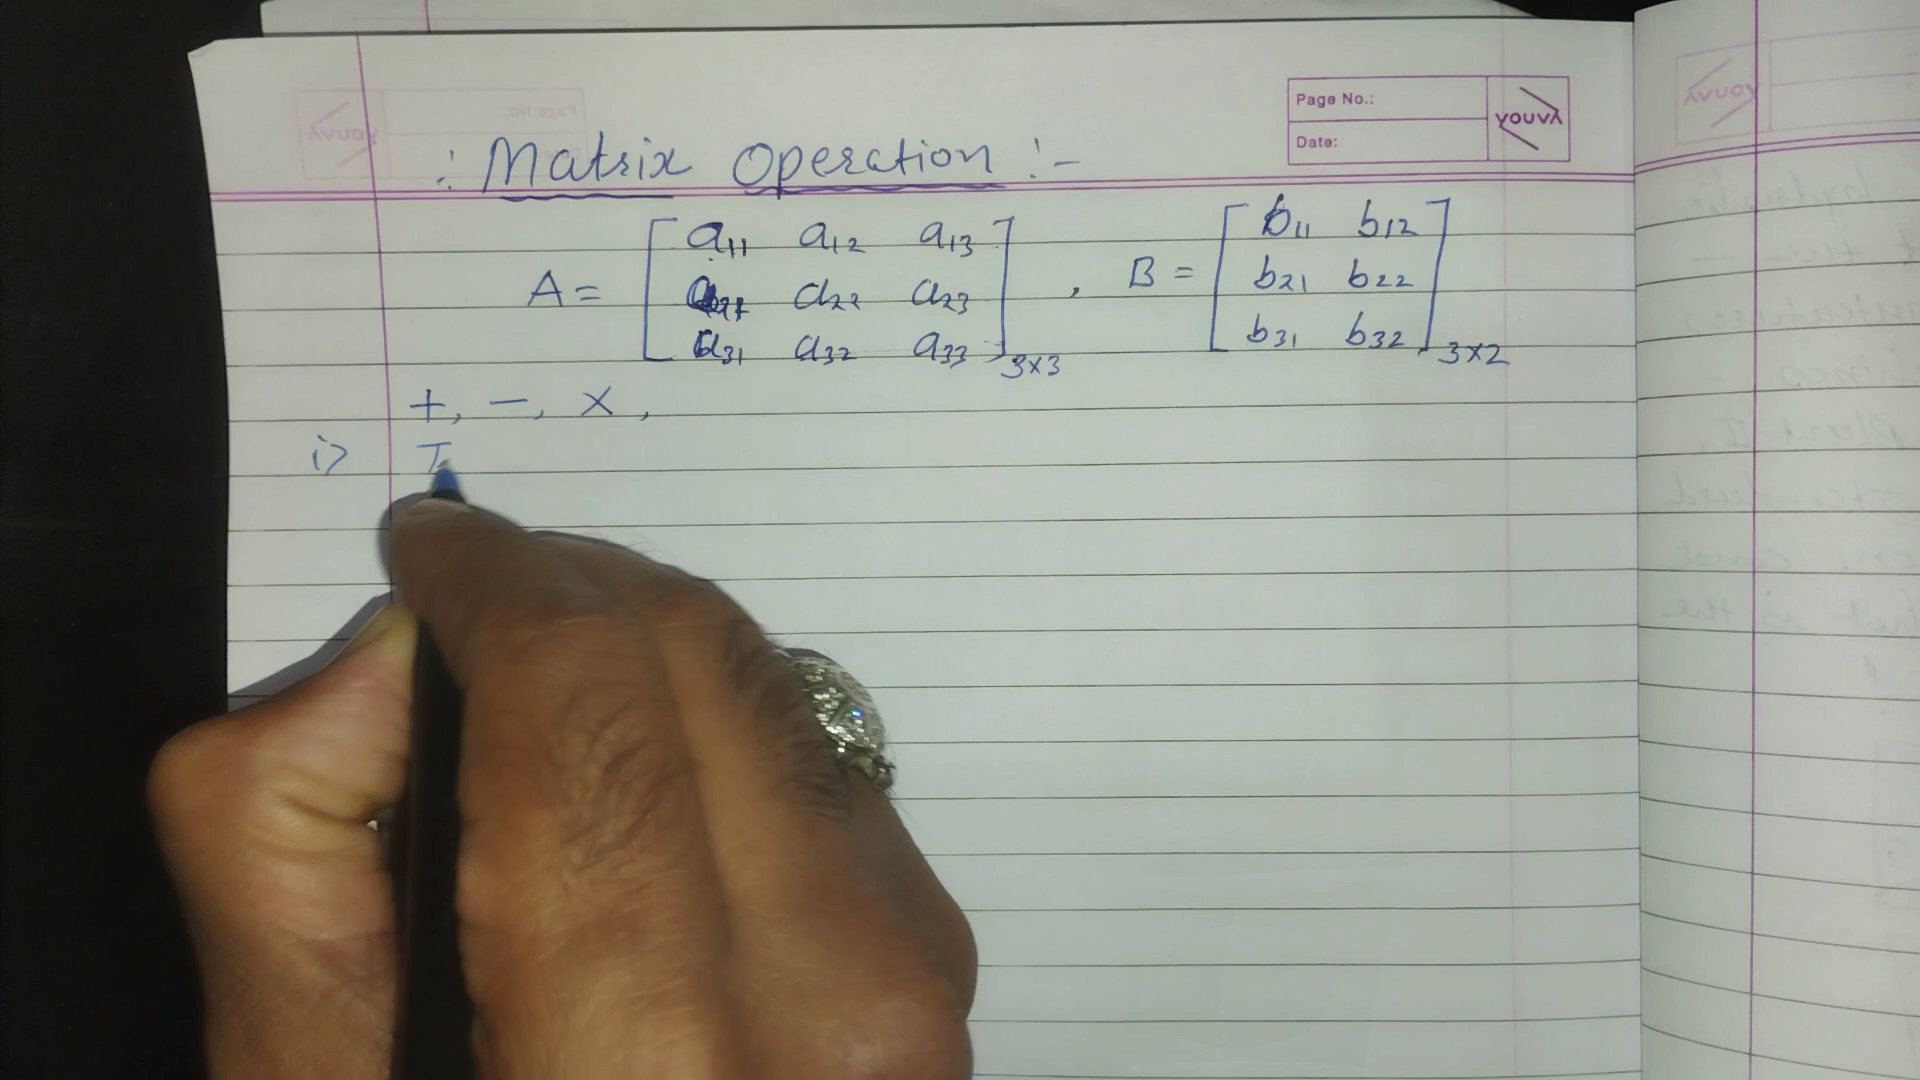 Page No.:
youvA
Date:
: Matrix Operation :-
A = [ a11 a12 a13
a21 a22 a23
a31 a32 a33 ] 3×3
, B = [ b11 b12
b21 b22
b31 b32 ] 3×2
+, -, ×,
i> T